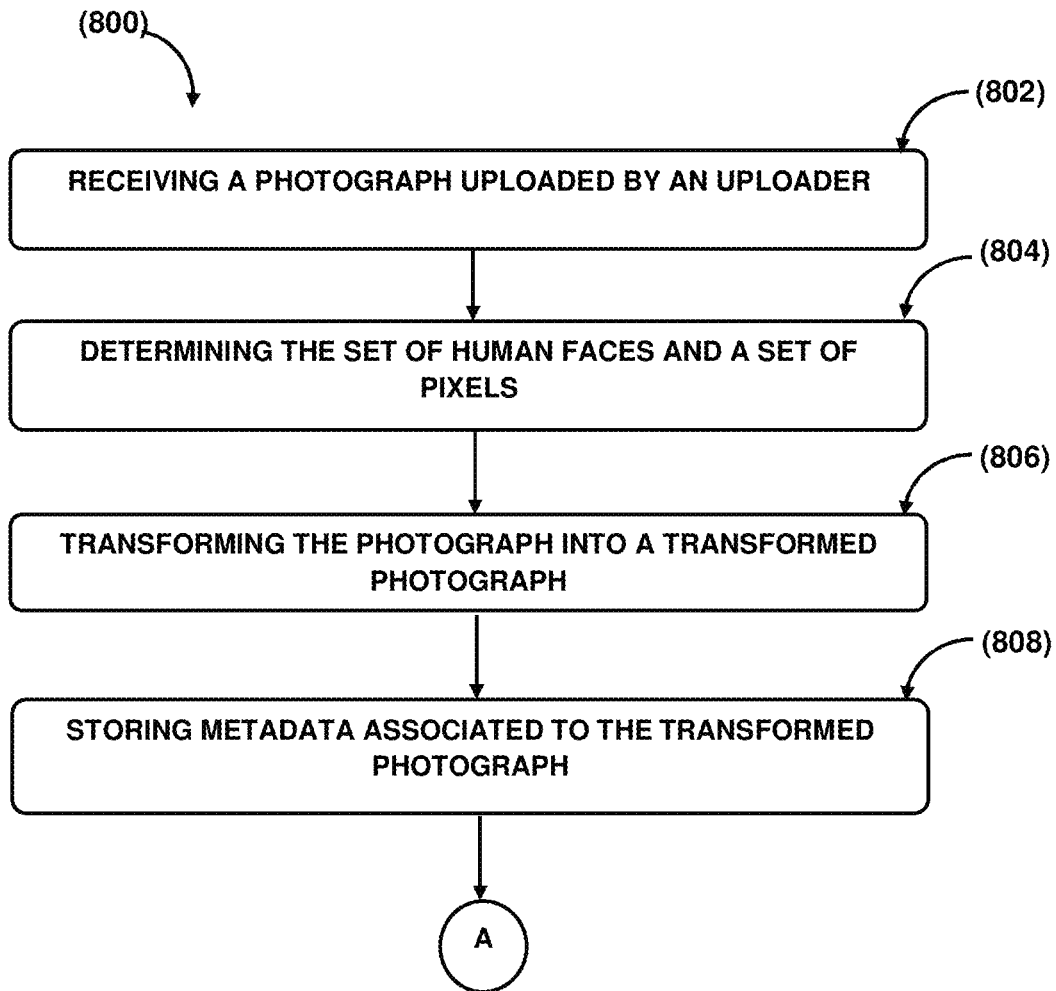 (800)
(802)
RECEIVING A PHOTOGRAPH UPLOADED BY AN UPLOADER
(804)
DETERMINING THE SET OF HUMAN FACES AND A SET OF
PIXELS
(806)
TRANSFORMING THE PHOTOGRAPH INTO A TRANSFORMED
PHOTOGRAPH
(808)
STORING METADATA ASSOCIATED TO THE TRANSFORMED
PHOTOGRAPH
A